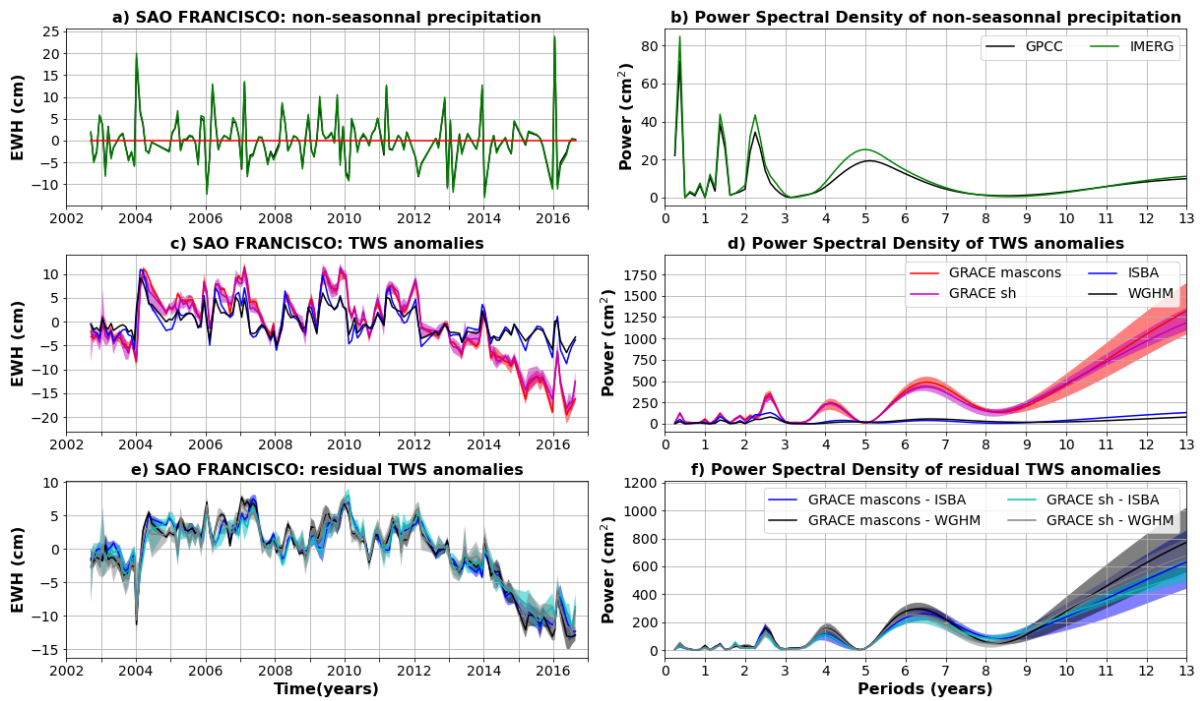 a) SAO FRANCISCO: non-seasonnal precipitation
EWH (cm)
25
20
15
10
5
0
−5
−10
2002 2004 2006 2008 2010 2012 2014 2016
b) Power Spectral Density of non-seasonnal precipitation
Power (cm²)
80
60
40
20
0
GPCC IMERG
0 1 2 3 4 5 6 7 8 9 10 11 12 13
c) SAO FRANCISCO: TWS anomalies
EWH (cm)
10
5
0
−5
−10
−15
−20
2002 2004 2006 2008 2010 2012 2014 2016
d) Power Spectral Density of TWS anomalies
Power (cm²)
1750
1500
1250
1000
750
500
250
0
GRACE mascons ISBA
GRACE sh WGHM
0 1 2 3 4 5 6 7 8 9 10 11 12 13
e) SAO FRANCISCO: residual TWS anomalies
EWH (cm)
10
5
0
−5
−10
−15
2002 2004 2006 2008 2010 2012 2014 2016
Time(years)
f) Power Spectral Density of residual TWS anomalies
Power (cm²)
1200
1000
800
600
400
200
0
GRACE mascons - ISBA GRACE sh - ISBA
GRACE mascons - WGHM GRACE sh - WGHM
0 1 2 3 4 5 6 7 8 9 10 11 12 13
Periods (years)